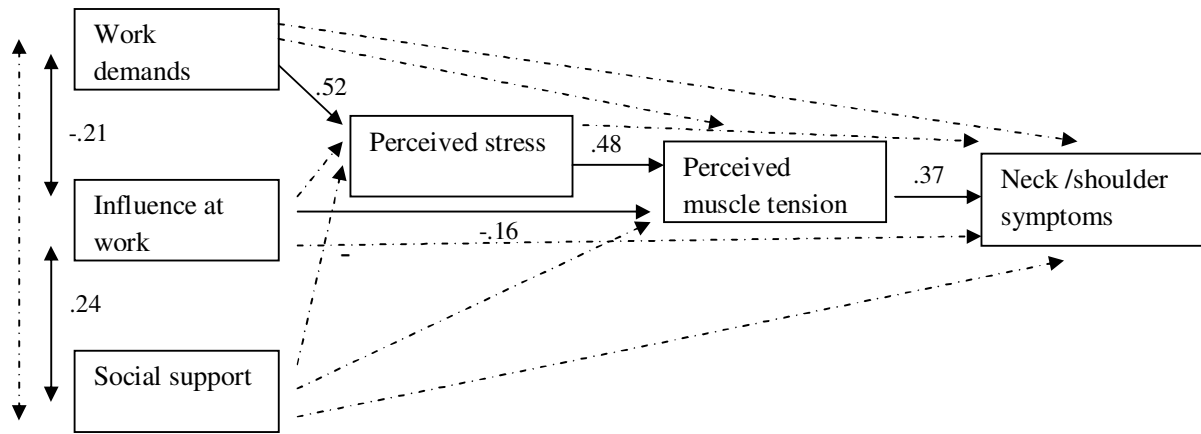 Work
demands
.52
-.21
Perceived stress
.48
Perceived
muscle tension
.37
Neck /shoulder
symptoms
Influence at
work
-.16
-
.24
Social support